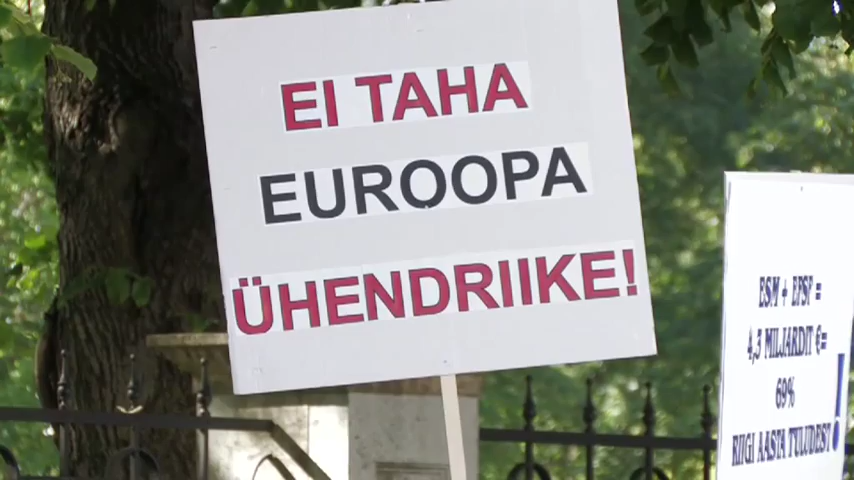 EI TAHA
EUROOPA
ÜHENDRIIKE!
ESM + EFSF =
4,3 MILJARDIT €=
69%
RIIGI AASTA TULUDEST!